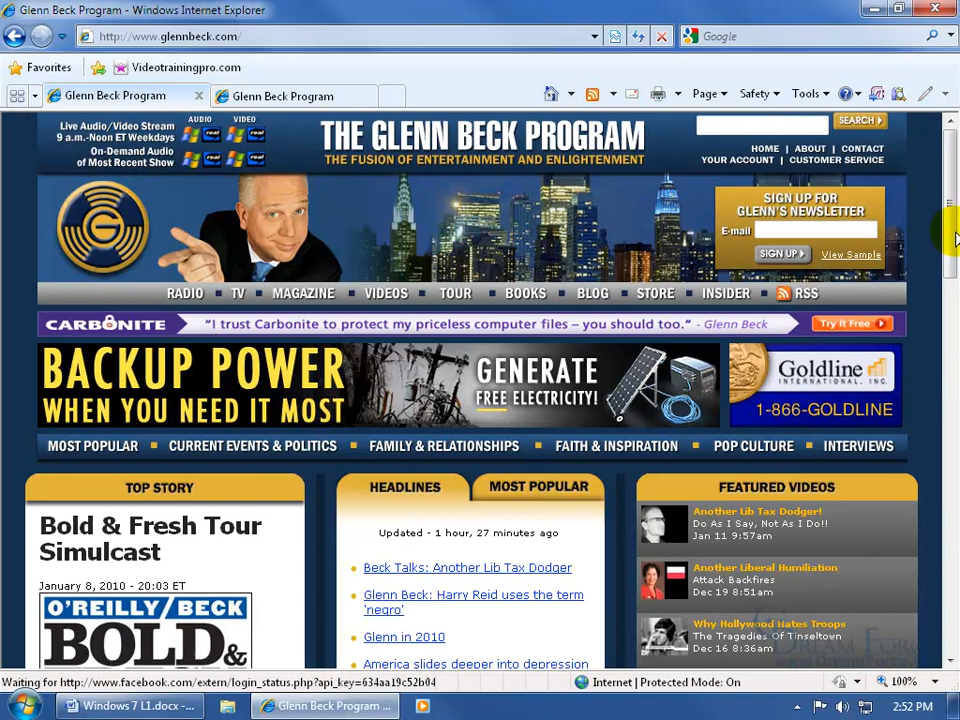 Glenn Beck Program - Windows Internet Explorer
http://www.glennbeck.com/
Google
Favorites
Videotrainingpro.com
Glenn Beck Program
Glenn Beck Program
Page
Safety
Tools
Live Audio/Video Stream
9 a.m.-Noon ET Weekdays
On-Demand Audio
of Most Recent Show
AUDIO
VIDEO
real
real
real
real
THE GLENN BECK PROGRAM
THE FUSION OF ENTERTAINMENT AND ENLIGHTENMENT
SEARCH
HOME | ABOUT | CONTACT
YOUR ACCOUNT | CUSTOMER SERVICE
G
SIGN UP FOR
GLENN'S NEWSLETTER
E-mail
SIGN UP
View Sample
RADIO
TV
MAGAZINE
VIDEOS
TOUR
BOOKS
BLOG
STORE
INSIDER
RSS
CARBONITE
"I trust Carbonite to protect my priceless computer files – you should too." - Glenn Beck
Try It Free
BACKUP POWER
WHEN YOU NEED IT MOST
GENERATE
FREE ELECTRICITY!
Goldline
INTERNATIONAL, INC.
1-866-GOLDLINE
MOST POPULAR
CURRENT EVENTS & POLITICS
FAMILY & RELATIONSHIPS
FAITH & INSPIRATION
POP CULTURE
INTERVIEWS
TOP STORY
Bold & Fresh Tour
Simulcast
January 8, 2010 - 20:03 ET
O'REILLY/BECK
BOLD &
HEADLINES
MOST POPULAR
Updated - 1 hour, 27 minutes ago
Beck Talks: Another Lib Tax Dodger
Glenn Beck: Harry Reid uses the term
'negro'
Glenn in 2010
America slides deeper into depression
FEATURED VIDEOS
Another Lib Tax Dodger!
Do As I Say, Not As I Do!!
Jan 11 9:57am
Another Liberal Humiliation
Attack Backfires
Dec 19 8:51am
Why Hollywood Hates Troops
The Tragedies Of Tinseltown
Dec 16 8:36am
Waiting for http://www.facebook.com/extern/login_status.php?api_key=634aa19c52b04
Internet | Protected Mode: On
100%
Windows 7 L1.docx -...
Glenn Beck Program ...
2:52 PM